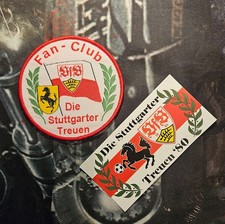 Fan-Club
VfB
Die
Stuttgarter
Treuen
Die Stuttgarter
VfB
Treuen '80